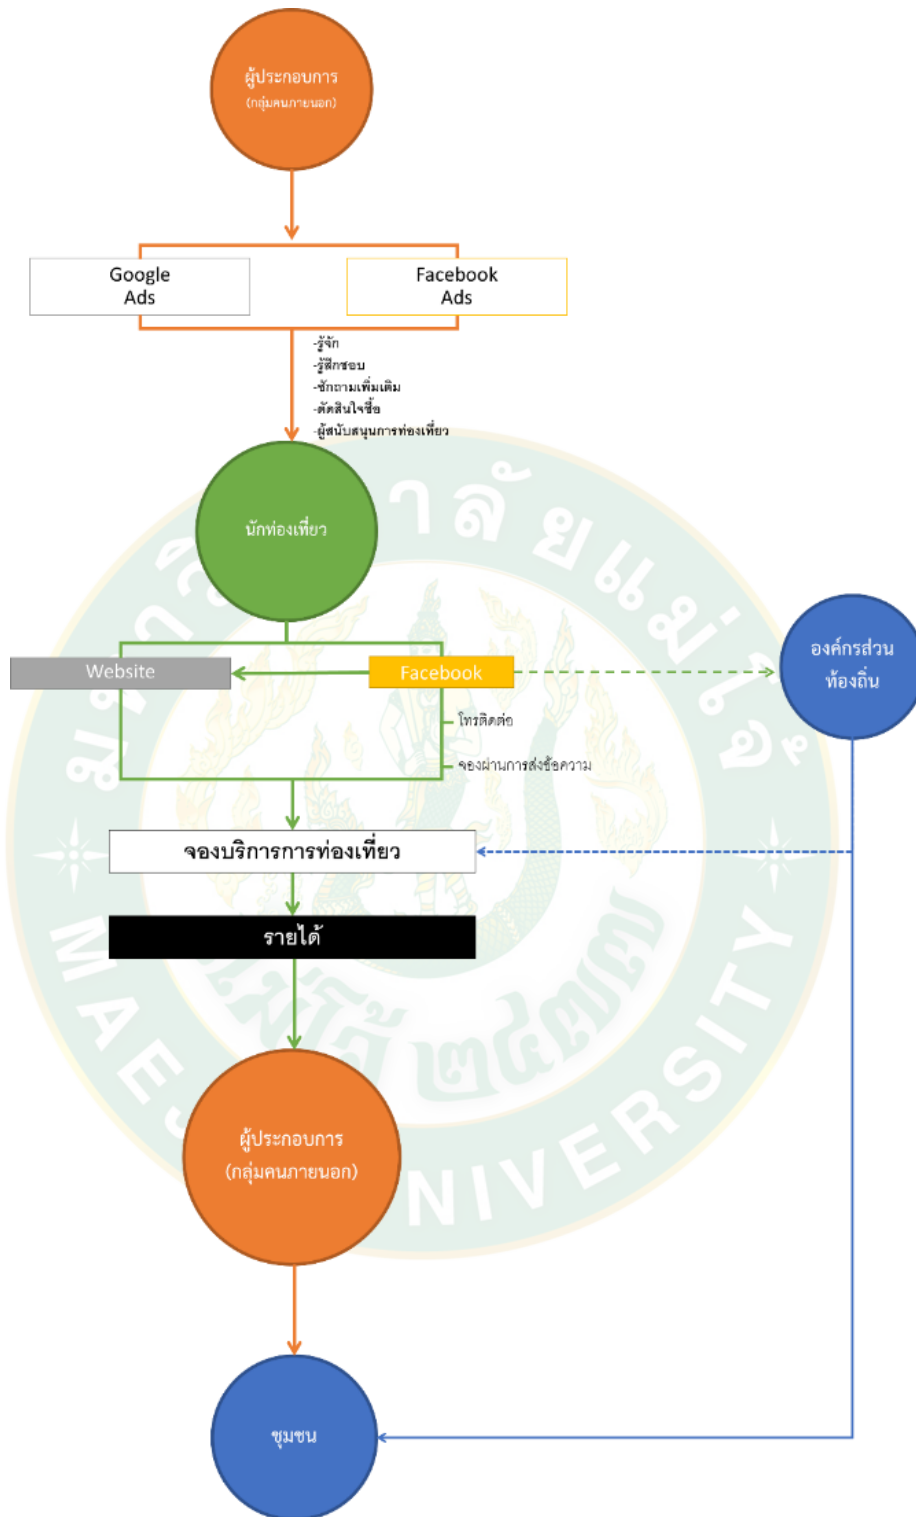 ผู้ประกอบการ
(กลุ่มคนภายนอก)
Google
Ads
Facebook
Ads
-รู้จัก
-รู้สึกชอบ
-ซักถามเพิ่มเติม
-ตัดสินใจซื้อ
-ผู้สนับสนุนการท่องเที่ยว
นักท่องเที่ยว
Website
Facebook
องค์กรส่วน
ท้องถิ่น
โทรติดต่อ
จองผ่านการส่งข้อความ
จองบริการการท่องเที่ยว
รายได้
ผู้ประกอบการ
(กลุ่มคนภายนอก)
ชุมชน
แม่โจ้ ๒๔๗๗